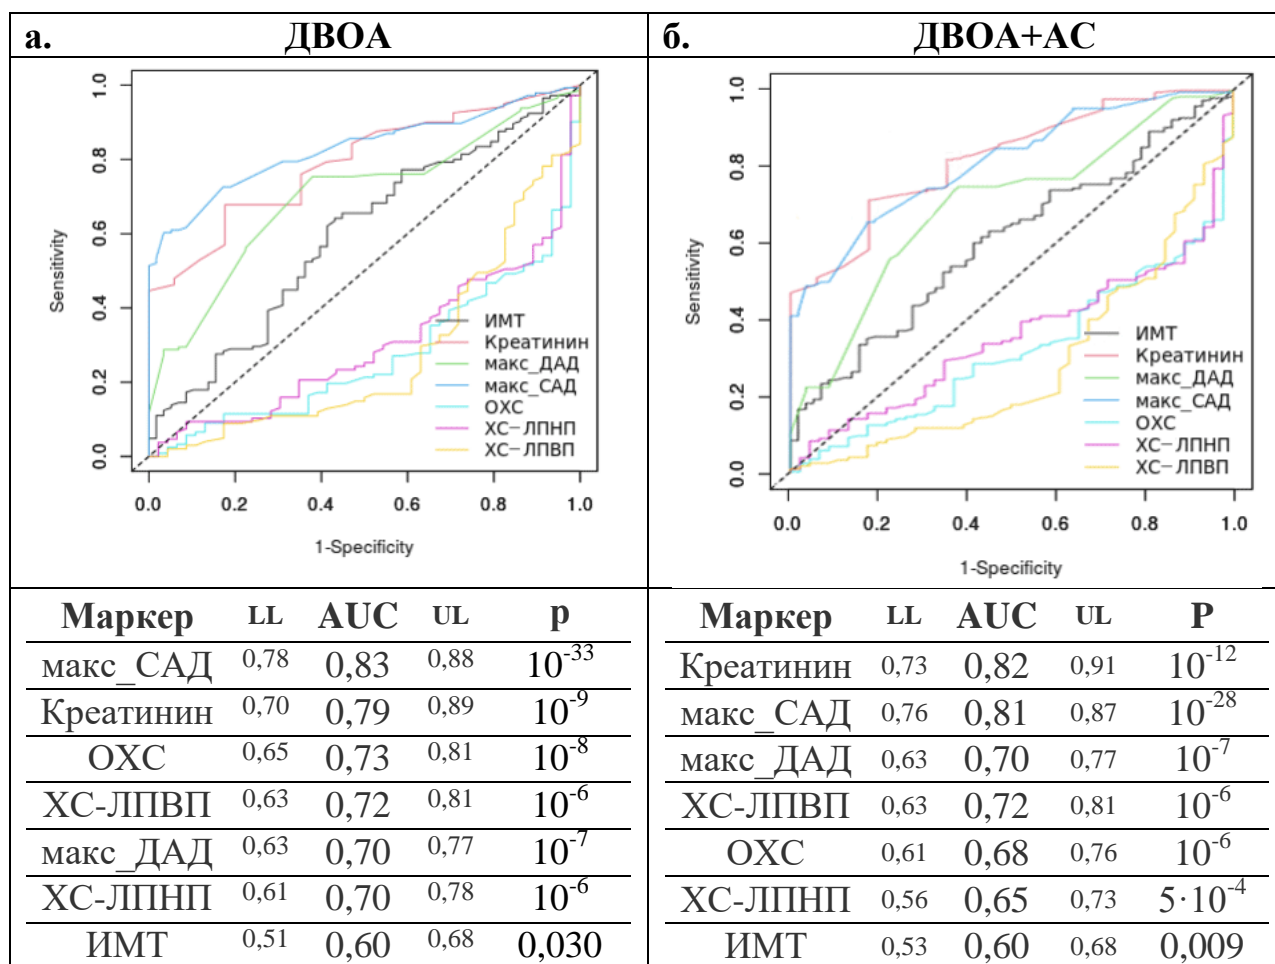 а. ДВОА
1.0
0.8
0.6
0.4
0.2
0.0
Sensitivity
ИМТ
Креатинин
макс_ДАД
макс_САД
ОХС
ХС−ЛПНП
ХС−ЛПВП
0.0 0.2 0.4 0.6 0.8 1.0
1-Specificity
Маркер LL AUC UL p
макс_САД 0,78 0,83 0,88 10⁻³³
Креатинин 0,70 0,79 0,89 10⁻⁹
ОХС 0,65 0,73 0,81 10⁻⁸
ХС-ЛПВП 0,63 0,72 0,81 10⁻⁶
макс_ДАД 0,63 0,70 0,77 10⁻⁷
ХС-ЛПНП 0,61 0,70 0,78 10⁻⁶
ИМТ 0,51 0,60 0,68 0,030
б. ДВОА+АС
1.0
0.8
0.6
0.4
0.2
0.0
Sensitivity
ИМТ
Креатинин
макс_ДАД
макс_САД
ОХС
ХС−ЛПНП
ХС−ЛПВП
0.0 0.2 0.4 0.6 0.8 1.0
1-Specificity
Маркер LL AUC UL P
Креатинин 0,73 0,82 0,91 10⁻¹²
макс_САД 0,76 0,81 0,87 10⁻²⁸
макс_ДАД 0,63 0,70 0,77 10⁻⁷
ХС-ЛПВП 0,63 0,72 0,81 10⁻⁶
ОХС 0,61 0,68 0,76 10⁻⁶
ХС-ЛПНП 0,56 0,65 0,73 5·10⁻⁴
ИМТ 0,53 0,60 0,68 0,009